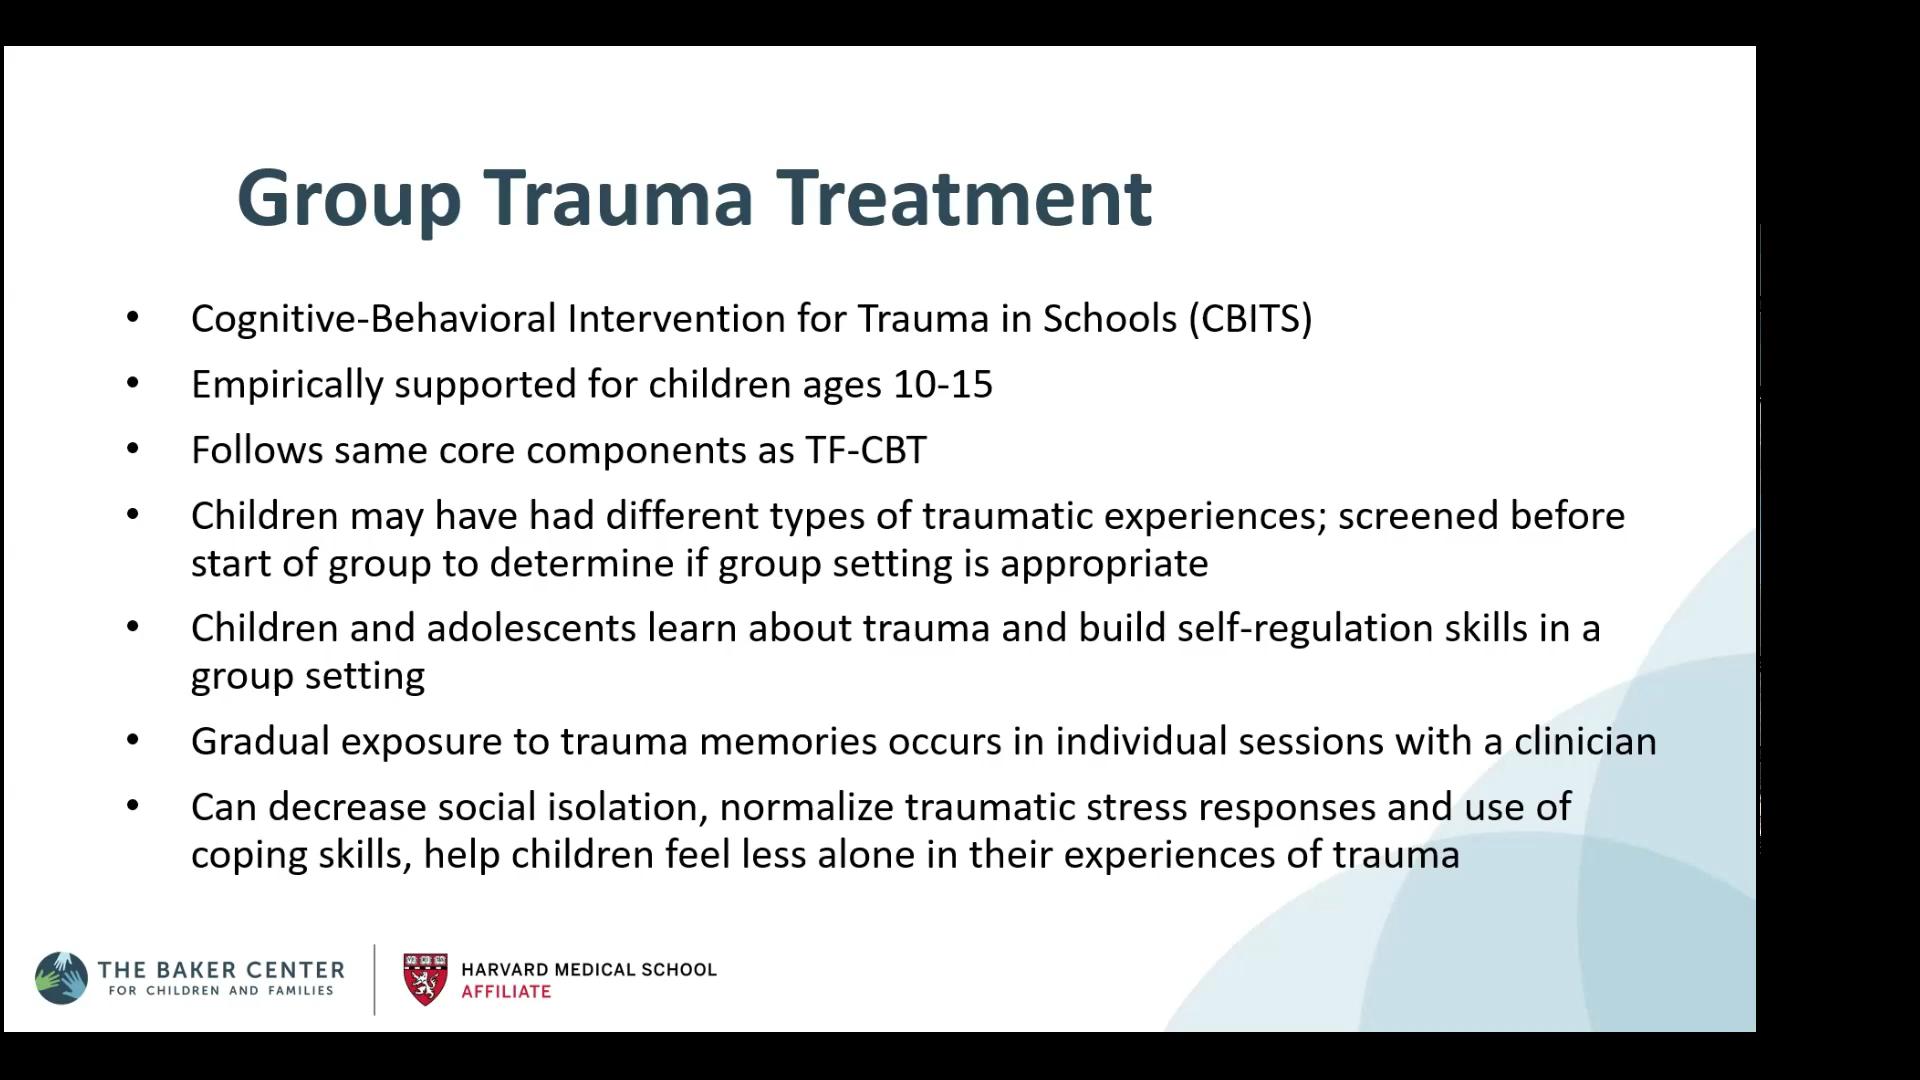 Group Trauma Treatment
• Cognitive-Behavioral Intervention for Trauma in Schools (CBITS)
• Empirically supported for children ages 10-15
• Follows same core components as TF-CBT
• Children may have had different types of traumatic experiences; screened before
start of group to determine if group setting is appropriate
• Children and adolescents learn about trauma and build self-regulation skills in a
group setting
• Gradual exposure to trauma memories occurs in individual sessions with a clinician
• Can decrease social isolation, normalize traumatic stress responses and use of
coping skills, help children feel less alone in their experiences of trauma
THE BAKER CENTER
FOR CHILDREN AND FAMILIES
HARVARD MEDICAL SCHOOL
AFFILIATE